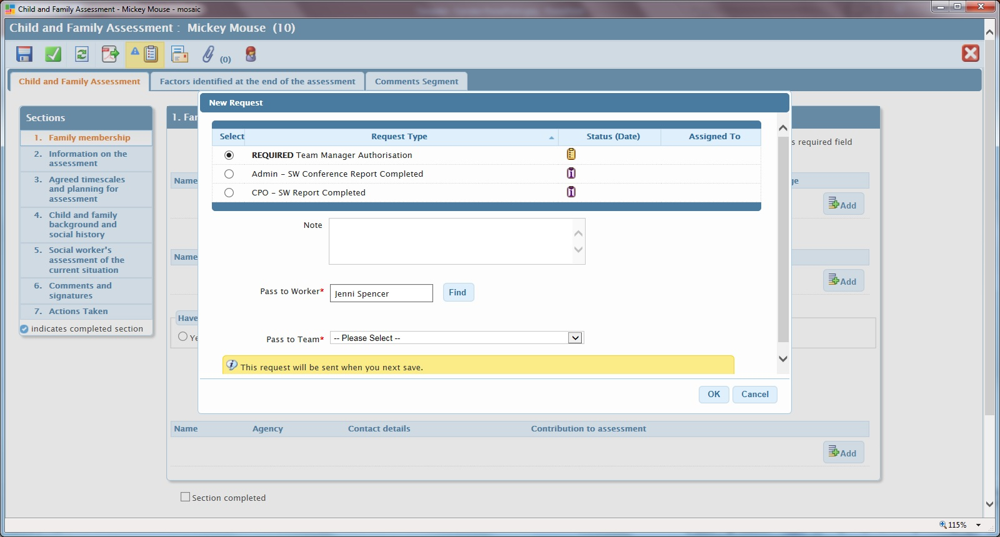 Child and Family Assessment - Mickey Mouse - mosaic
Child and Family Assessment : Mickey Mouse (10)
(0)
Child and Family Assessment
Factors identified at the end of the assessment
Comments Segment
Sections
1. Family membership
2. Information on the
assessment
3. Agreed timescales
and planning for
assessment
4. Child and family
background and
social history
5. Social worker's
assessment of the
current situation
6. Comments and
signatures
7. Actions Taken
indicates completed section
1. Far
s required field
Name
ge
Add
Name
Add
Have
Ye
New Request
Select Request Type Status (Date) Assigned To
REQUIRED Team Manager Authorisation
Admin - SW Conference Report Completed
CPO - SW Report Completed
Note
Pass to Worker* Jenni Spencer Find
Pass to Team* -- Please Select --
This request will be sent when you next save.
OK Cancel
Name Agency Contact details Contribution to assessment
Add
Section completed
115%